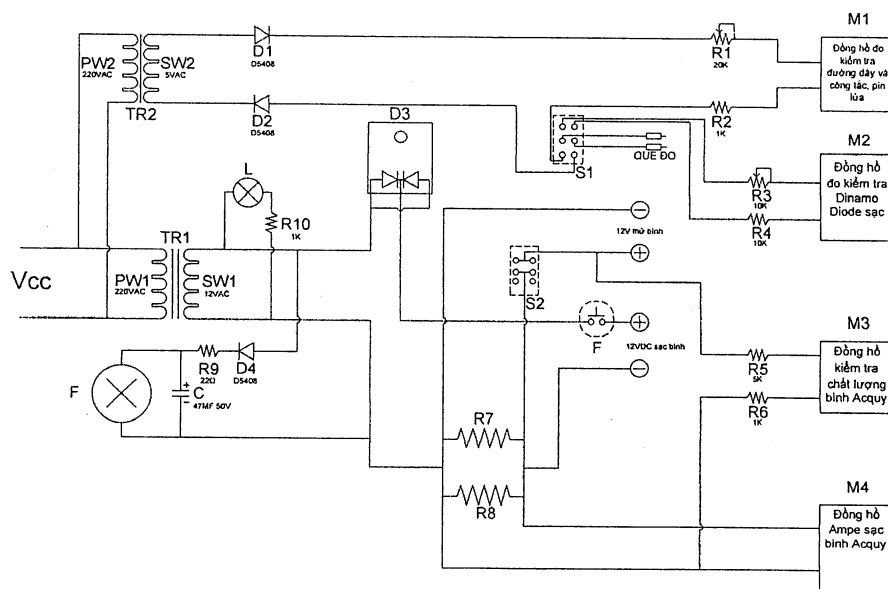 M1
Đồng hồ đo
kiểm tra
đường dây và
công tắc, pin
lửa
PW2
220VAC
SW2
5VAC
TR2
D1
D5408
D2
D5408
R1
20K
R2
1K
D3
S1
QUE ĐO
M2
Đồng hồ
đo kiểm tra
Dinamo
Diode sạc
R3
10K
R4
10K
L
R10
1K
TR1
Vcc
PW1
220VAC
SW1
12VAC
12V thử bình
S2
F
12VDC sạc bình
M3
Đồng hồ
kiểm tra
chất lượng
bình Acquy
R5
5K
R6
1K
F
R9
22Ω
D4
D5408
C
47MF 50V
R7
R8
M4
Đồng hồ
Ampe sạc
bình Acquy